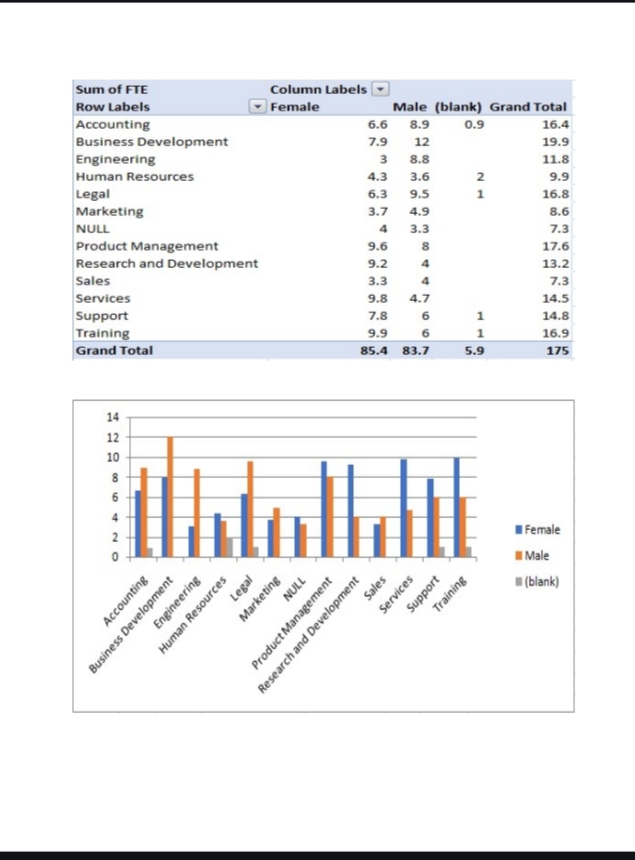 Sum of FTE Column Labels
Row Labels Female Male (blank) Grand Total
Accounting 6.6 8.9 0.9 16.4
Business Development 7.9 12 19.9
Engineering 3 8.8 11.8
Human Resources 4.3 3.6 2 9.9
Legal 6.3 9.5 1 16.8
Marketing 3.7 4.9 8.6
NULL 4 3.3 7.3
Product Management 9.6 8 17.6
Research and Development 9.2 4 13.2
Sales 3.3 4 7.3
Services 9.8 4.7 14.5
Support 7.8 6 1 14.8
Training 9.9 6 1 16.9
Grand Total 85.4 83.7 5.9 175
14
12
10
8
6
4
2
0
Accounting
Business Development
Engineering
Human Resources
Legal
Marketing
NULL
Product Management
Research and Development
Sales
Services
Support
Training
Female
Male
(blank)